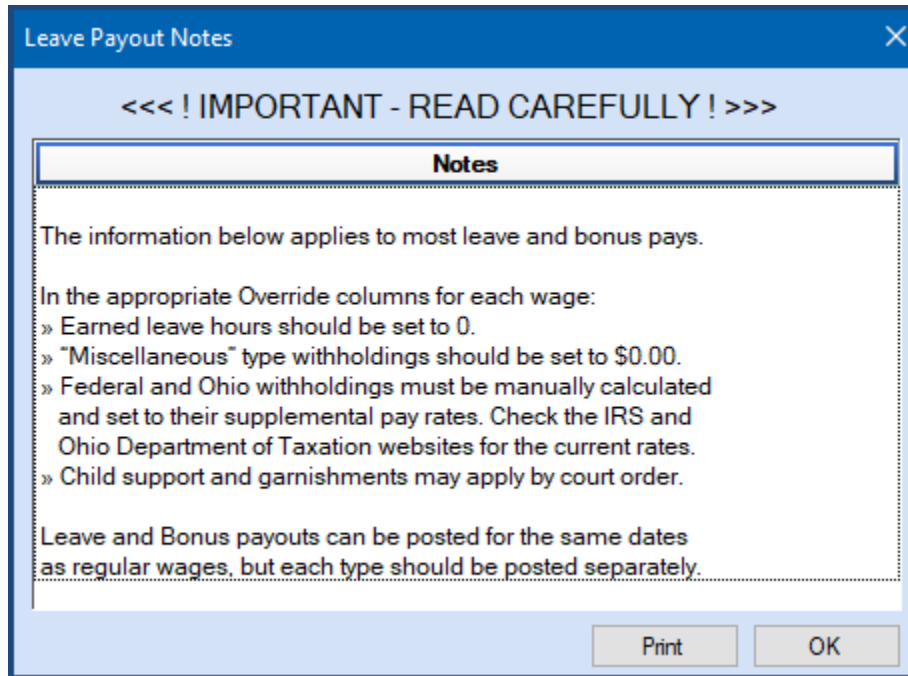 Leave Payout Notes
<<< ! IMPORTANT - READ CAREFULLY ! >>>
Notes
The information below applies to most leave and bonus pays.
In the appropriate Override columns for each wage:
» Earned leave hours should be set to 0.
» "Miscellaneous" type withholdings should be set to $0.00.
» Federal and Ohio withholdings must be manually calculated
and set to their supplemental pay rates. Check the IRS and
Ohio Department of Taxation websites for the current rates.
» Child support and garnishments may apply by court order.
Leave and Bonus payouts can be posted for the same dates
as regular wages, but each type should be posted separately.
Print OK